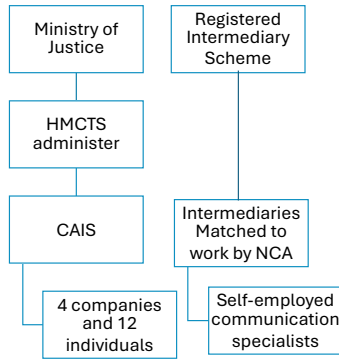 Ministry of
Justice
HMCTS
administer
CAIS
4 companies
and 12
individuals
Registered
Intermediary
Scheme
Intermediaries
Matched to
work by NCA
Self-employed
communication
specialists